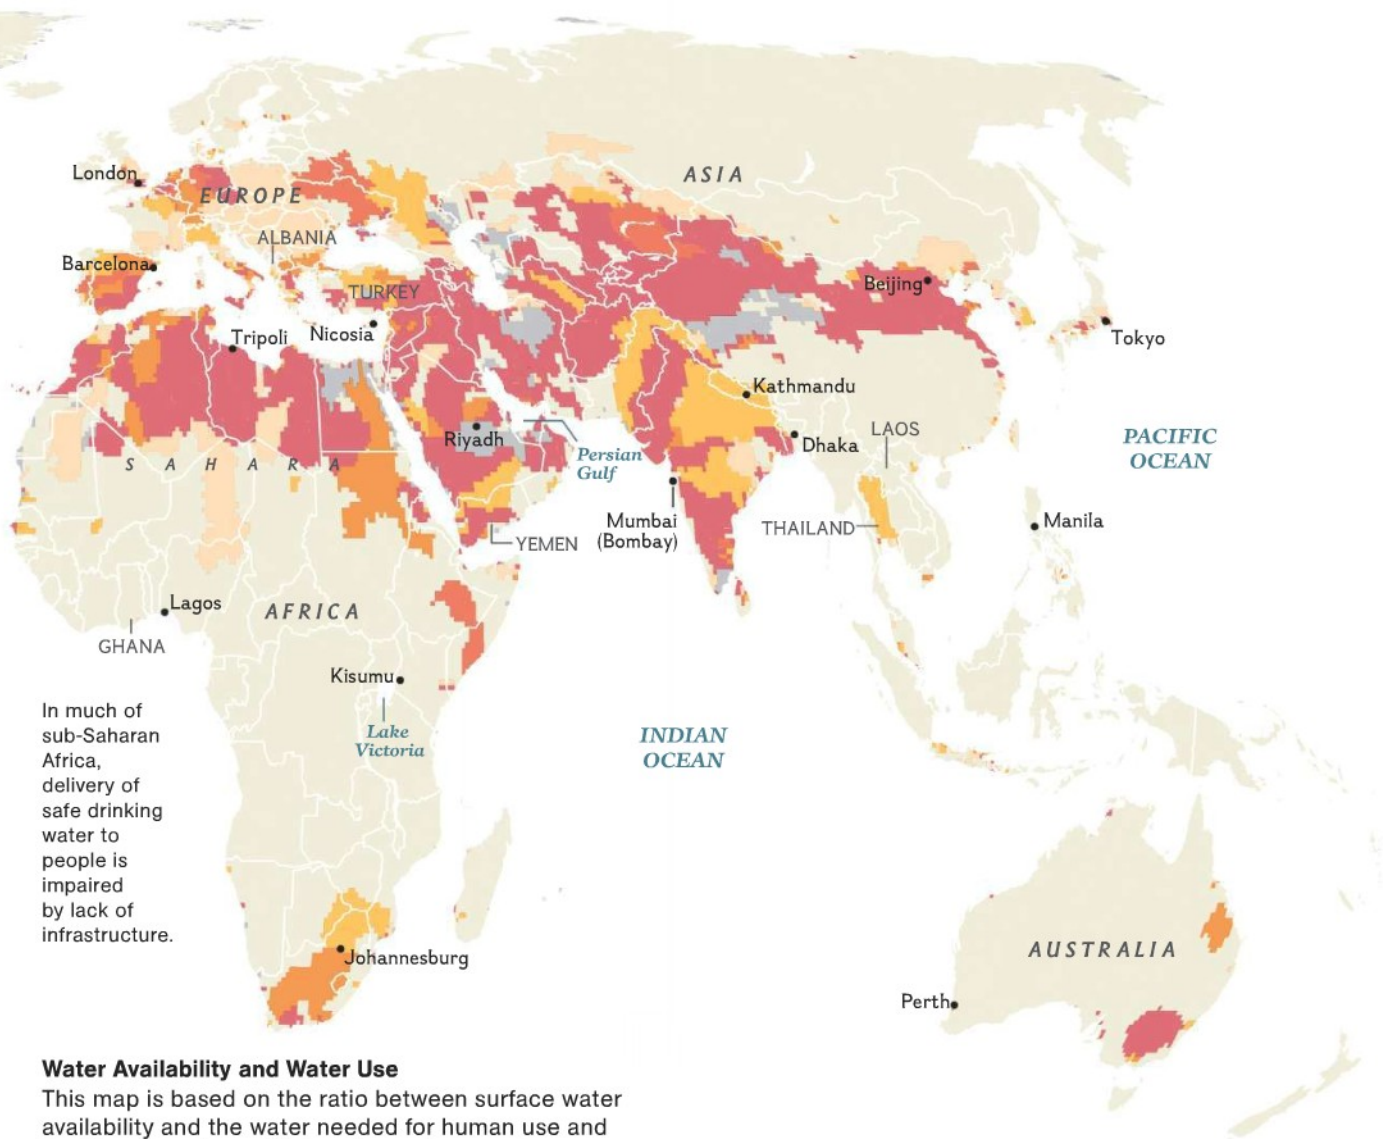 ASIA
London
EUROPE
ALBANIA
Barcelona
TURKEY
Beijing
Tripoli
Nicosia
Tokyo
Kathmandu
LAOS
Riyadh
Dhaka
PACIFIC
OCEAN
Persian
Gulf
SAHARA
Mumbai
(Bombay)
THAILAND
Manila
YEMEN
Lagos
AFRICA
GHANA
Kisumu
Lake
Victoria
INDIAN
OCEAN
In much of
sub-Saharan
Africa,
delivery of
safe drinking
water to
people is
impaired
by lack of
infrastructure.
Johannesburg
AUSTRALIA
Perth
Water Availability and Water Use
This map is based on the ratio between surface water
availability and the water needed for human use and